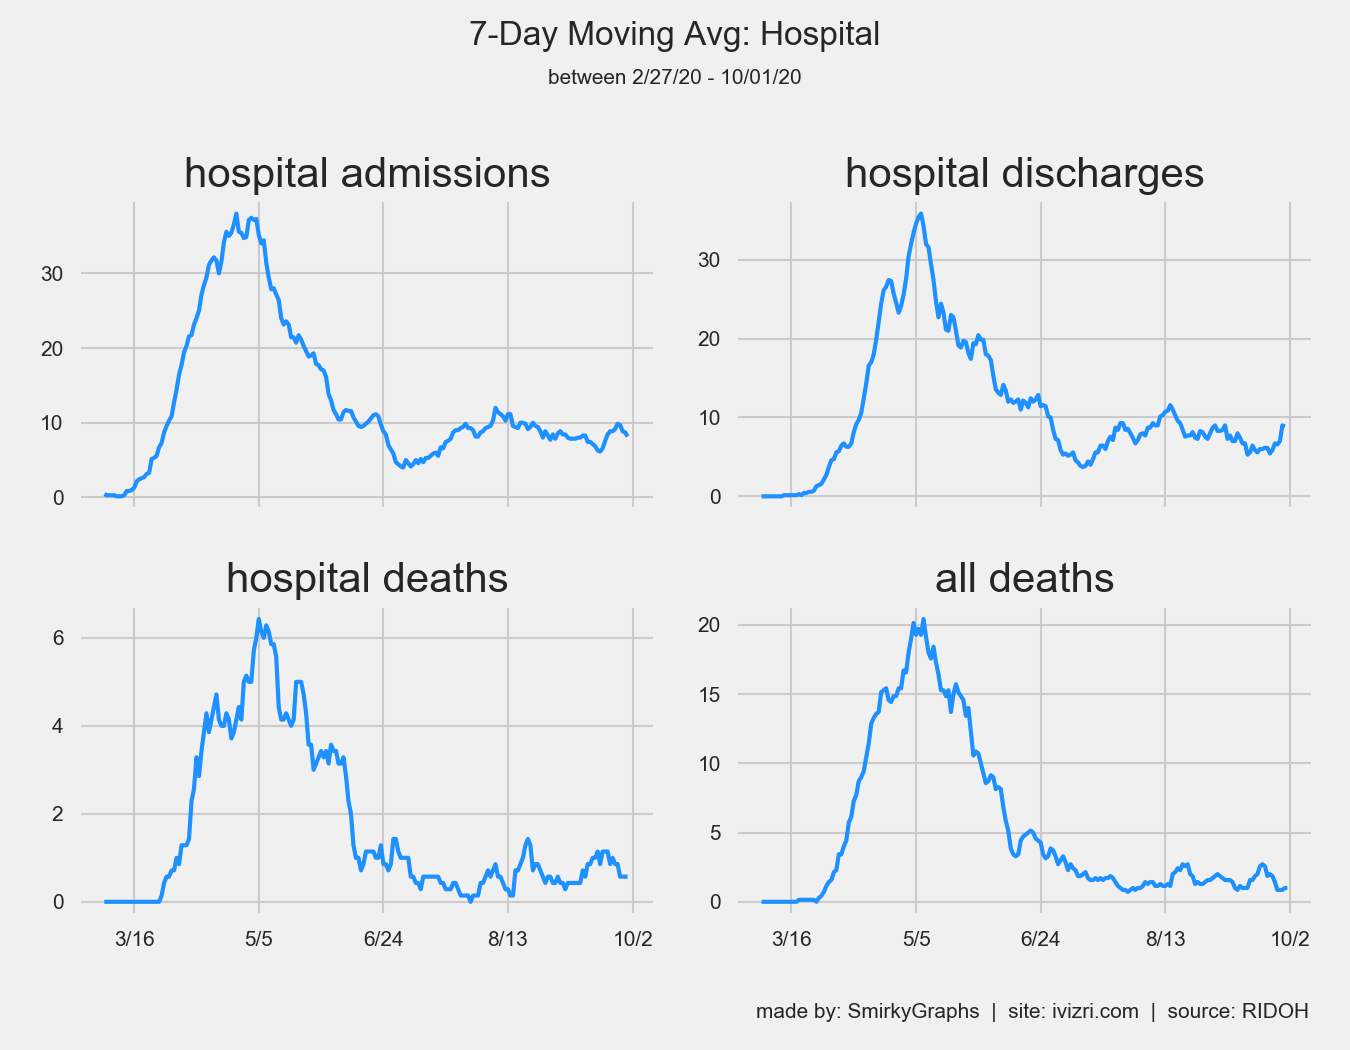 7-Day Moving Avg: Hospital
between 2/27/20 - 10/01/20
hospital admissions
30
20
10
0
hospital discharges
30
20
10
0
hospital deaths
6
4
2
0
3/16 5/5 6/24 8/13 10/2
all deaths
20
15
10
5
0
3/16 5/5 6/24 8/13 10/2
made by: SmirkyGraphs | site: ivizri.com | source: RIDOH